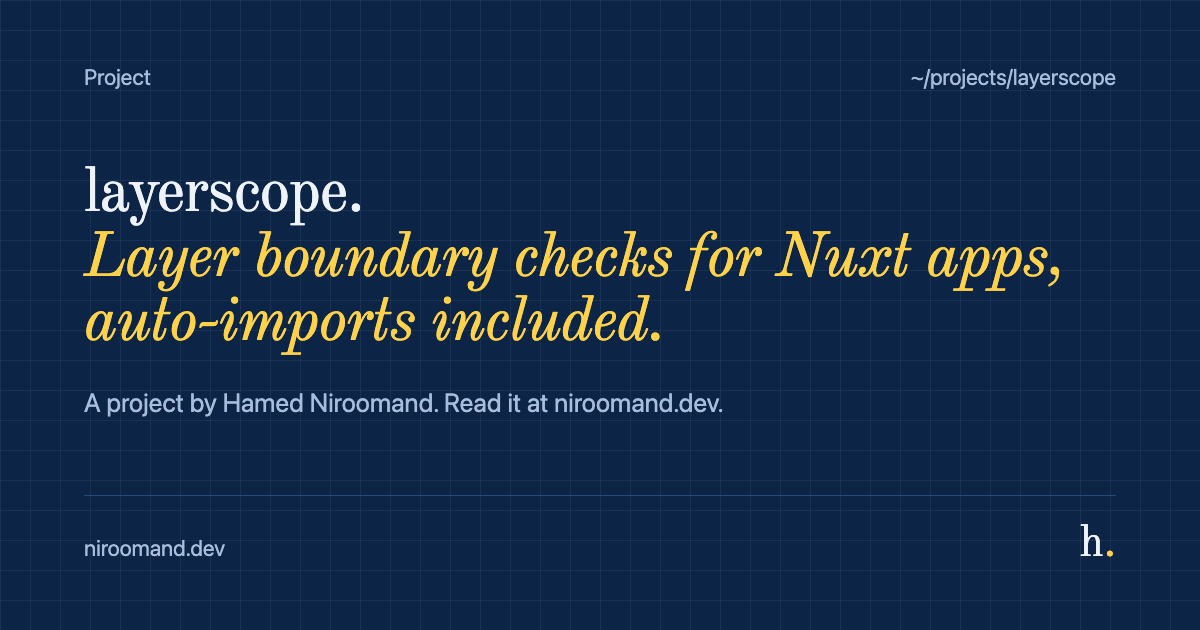 Project
~/projects/layerscope
layerscope.
Layer boundary checks for Nuxt apps,
auto-imports included.
A project by Hamed Niroomand. Read it at niroomand.dev.
niroomand.dev
h.